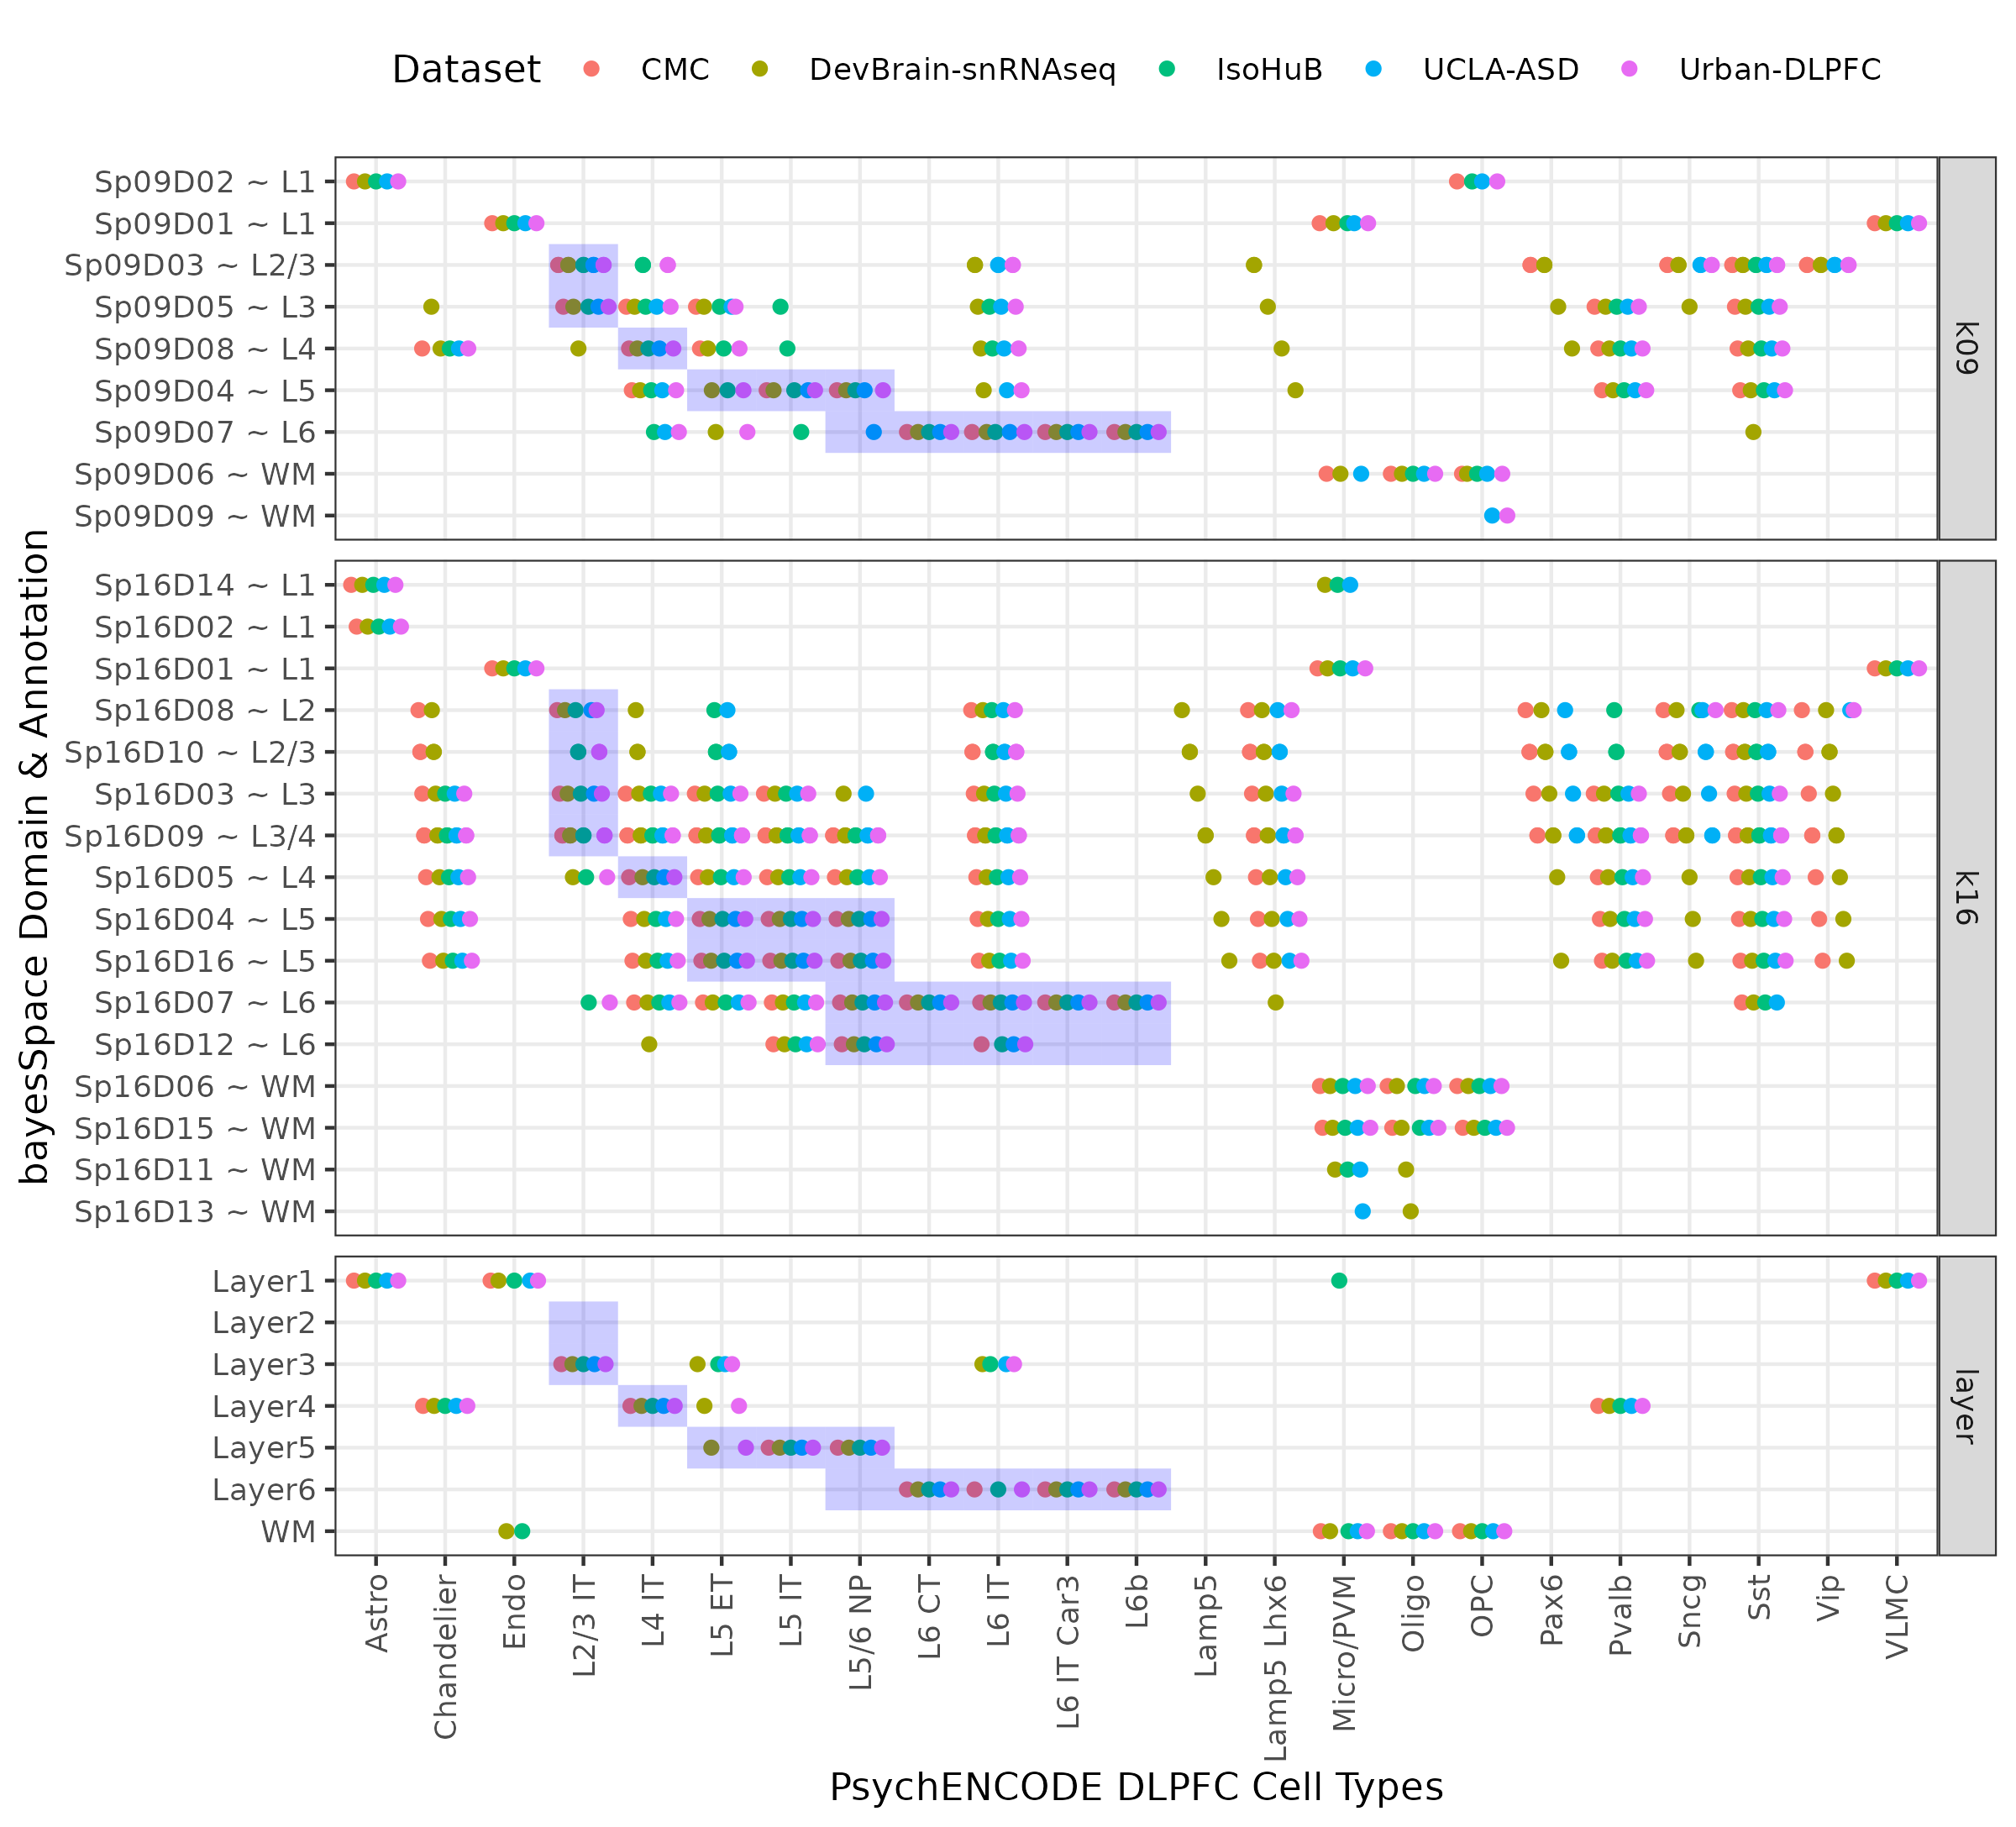 Dataset CMC DevBrain-snRNAseq IsoHuB UCLA-ASD Urban-DLPFC
bayesSpace Domain & Annotation
Sp09D02 ~ L1
Sp09D01 ~ L1
Sp09D03 ~ L2/3
Sp09D05 ~ L3
Sp09D08 ~ L4
Sp09D04 ~ L5
Sp09D07 ~ L6
Sp09D06 ~ WM
Sp09D09 ~ WM
k09
Sp16D14 ~ L1
Sp16D02 ~ L1
Sp16D01 ~ L1
Sp16D08 ~ L2
Sp16D10 ~ L2/3
Sp16D03 ~ L3
Sp16D09 ~ L3/4
Sp16D05 ~ L4
Sp16D04 ~ L5
Sp16D16 ~ L5
Sp16D07 ~ L6
Sp16D12 ~ L6
Sp16D06 ~ WM
Sp16D15 ~ WM
Sp16D11 ~ WM
Sp16D13 ~ WM
k16
Layer1
Layer2
Layer3
Layer4
Layer5
Layer6
WM
layer
Astro
Chandelier
Endo
L2/3 IT
L4 IT
L5 ET
L5 IT
L5/6 NP
L6 CT
L6 IT
L6 IT Car3
L6b
Lamp5
Lamp5 Lhx6
Micro/PVM
Oligo
OPC
Pax6
Pvalb
Sncg
Sst
Vip
VLMC
PsychENCODE DLPFC Cell Types